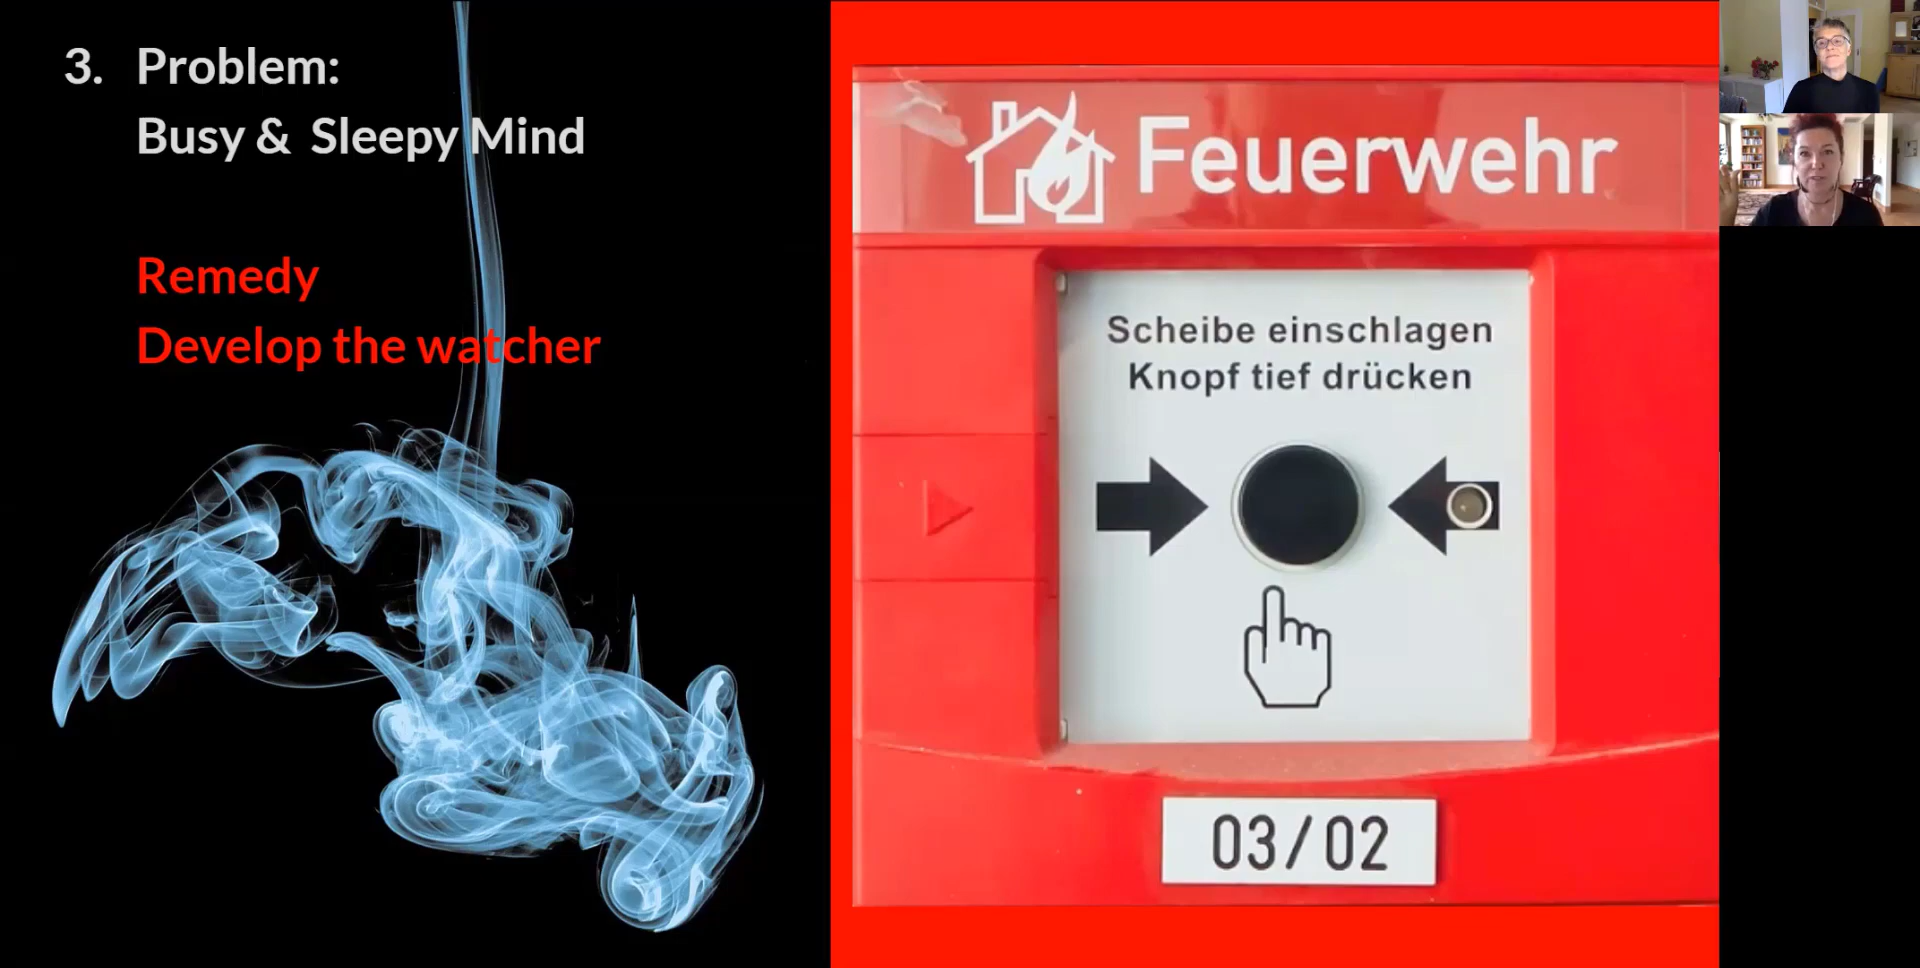 3. Problem:
Busy & Sleepy Mind
Remedy
Develop the watcher
Feuerwehr
Scheibe einschlagen
Knopf tief drücken
03/02